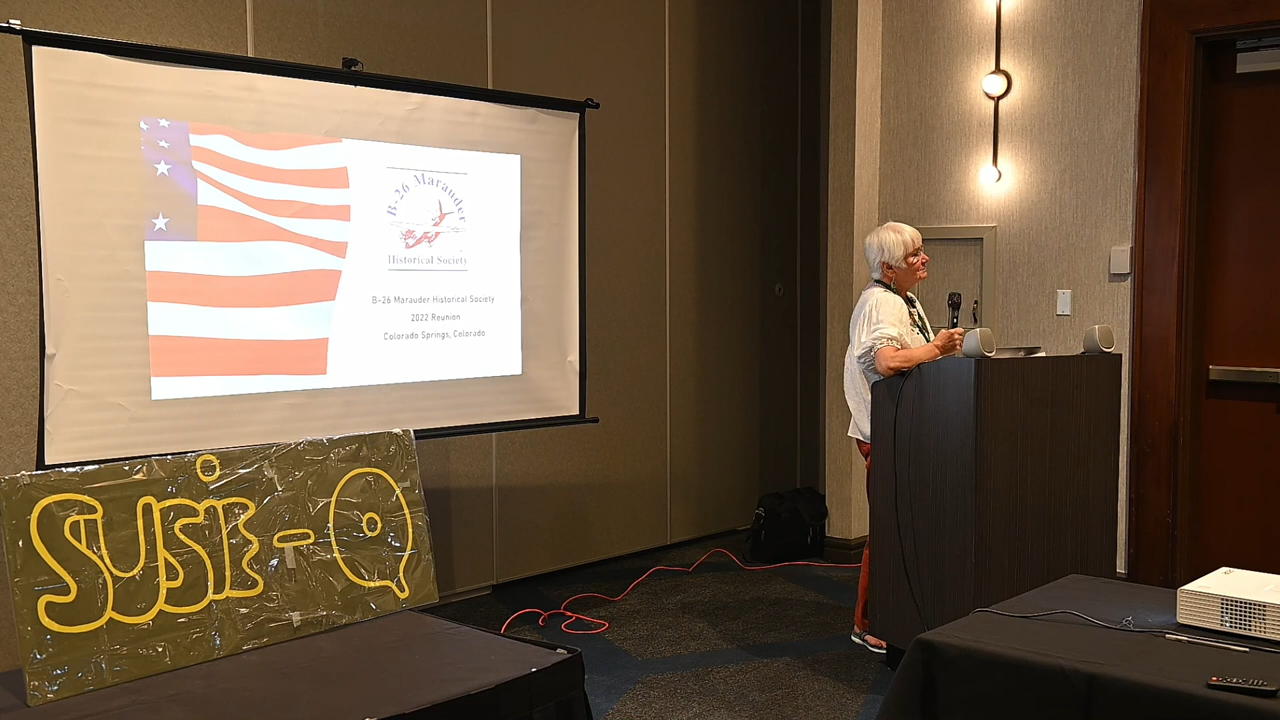 B-26 Marauder
Historical Society
B-26 Marauder Historical Society
2022 Reunion
Colorado Springs, Colorado
SUSIE-Q